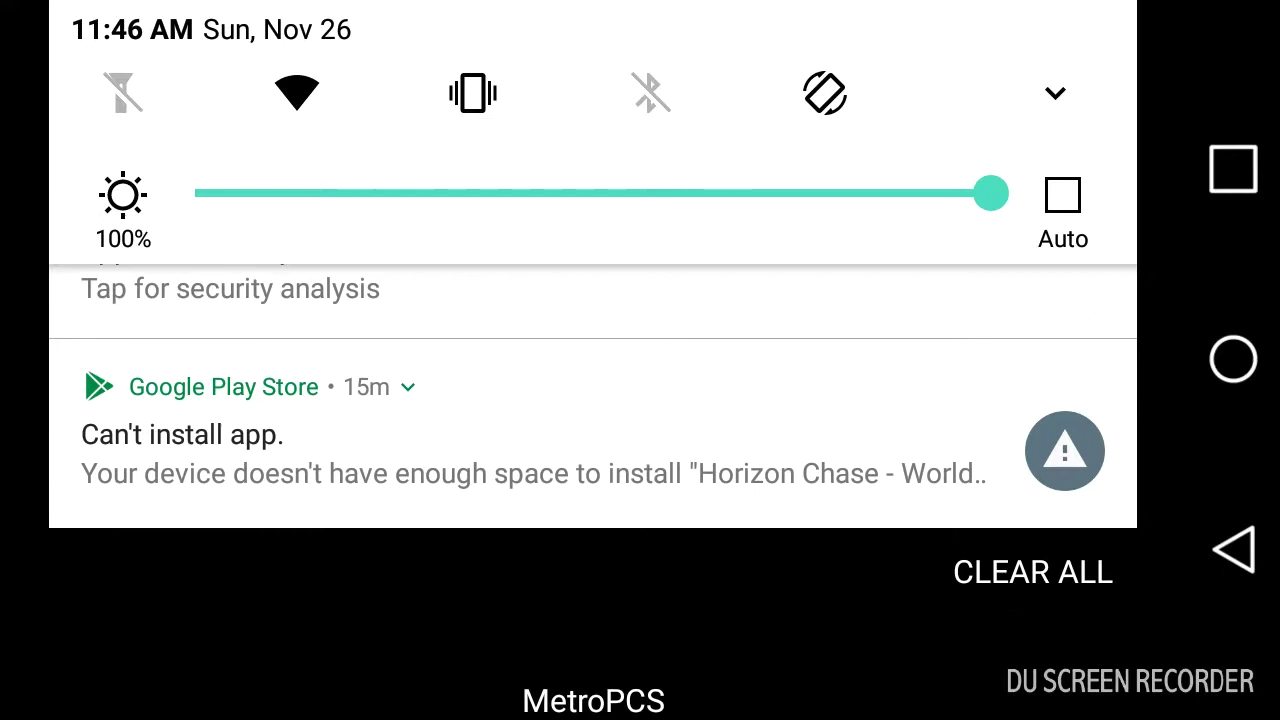 11:46 AM Sun, Nov 26
100%
Auto
Tap for security analysis
Google Play Store • 15m
Can't install app.
Your device doesn't have enough space to install "Horizon Chase - World..
CLEAR ALL
DU SCREEN RECORDER
MetroPCS